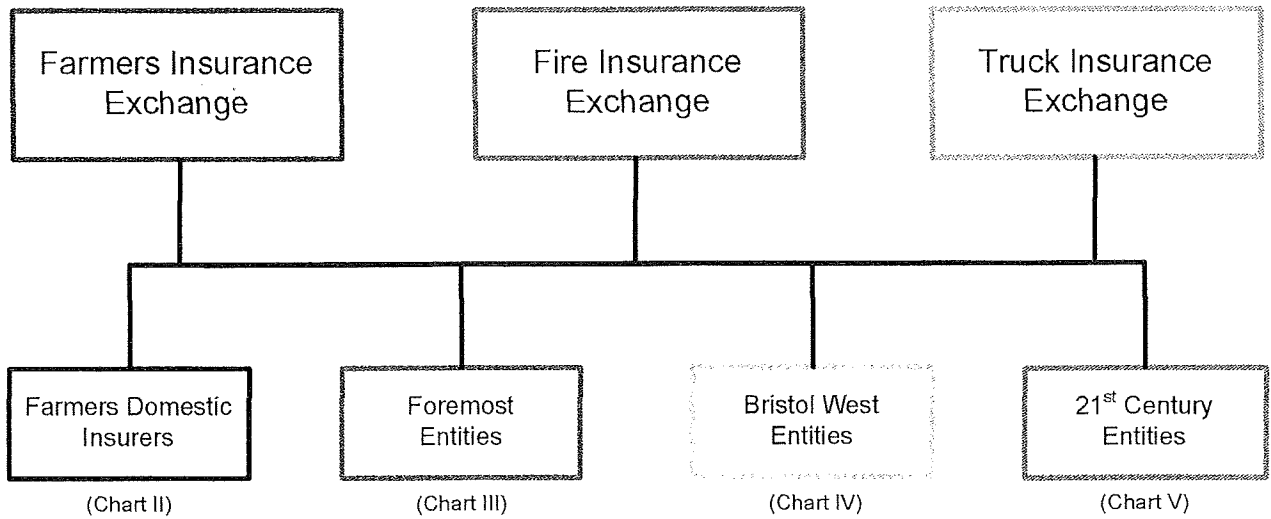 Farmers Insurance
Exchange
Fire Insurance
Exchange
Truck Insurance
Exchange
Farmers Domestic
Insurers
Foremost
Entities
Bristol West
Entities
21st Century
Entities
(Chart II)
(Chart III)
(Chart IV)
(Chart V)